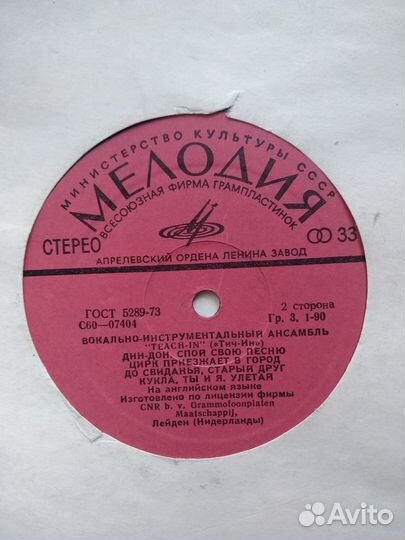 МИНИСТЕРСТВО КУЛЬТУРЫ СССР
МЕЛОДИЯ
ВСЕСОЮЗНАЯ ФИРМА ГРАМПЛАСТИНОК
СТЕРЕО
33
АПРЕЛЕВСКИЙ ОРДЕНА ЛЕНИНА ЗАВОД
ГОСТ 5289-73
2 сторона
С60—07404
Гр. 3. 1-90
ВОКАЛЬНО-ИНСТРУМЕНТАЛЬНЫЙ АНСАМБЛЬ
"TEACH-IN" («Тич-Ин»)
ДИН-ДОН, СПОЙ СВОЮ ПЕСНЮ
ЦИРК ПРИЕЗЖАЕТ В ГОРОД
ДО СВИДАНЬЯ, СТАРЫЙ ДРУГ
КУКЛА, ТЫ И Я. УЛЕТАЙ
На английском языке
Изготовлено по лицензии фирмы
CNR b. v. Grammofoonplaten
Maatschappij,
Лейден (Нидерланды)
Avito